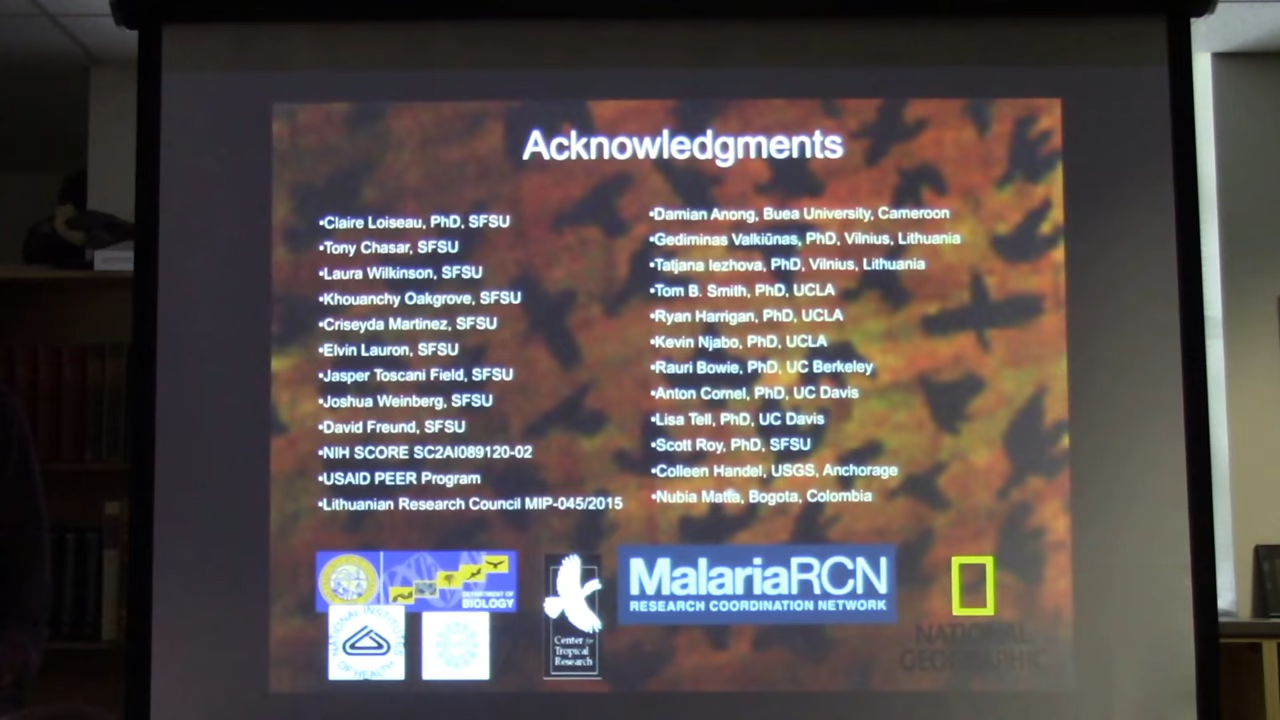 Acknowledgments
•Claire Loiseau, PhD, SFSU
•Tony Chasar, SFSU
•Laura Wilkinson, SFSU
•Khouanchy Oakgrove, SFSU
•Criseyda Martinez, SFSU
•Elvin Lauron, SFSU
•Jasper Toscani Field, SFSU
•Joshua Weinberg, SFSU
•David Freund, SFSU
•NIH SCORE SC2AI089120-02
•USAID PEER Program
•Lithuanian Research Council MIP-045/2015
•Damian Anong, Buea University, Cameroon
•Gediminas Valkiūnas, PhD, Vilnius, Lithuania
•Tatjana Iezhova, PhD, Vilnius, Lithuania
•Tom B. Smith, PhD, UCLA
•Ryan Harrigan, PhD, UCLA
•Kevin Njabo, PhD, UCLA
•Rauri Bowie, PhD, UC Berkeley
•Anton Cornel, PhD, UC Davis
•Lisa Tell, PhD, UC Davis
•Scott Roy, PhD, SFSU
•Colleen Handel, USGS, Anchorage
•Nubia Matta, Bogota, Colombia
DEPARTMENT OF
BIOLOGY
NATIONAL INSTITUTES
OF HEALTH
Center for
Tropical
Research
MalariaRCN
RESEARCH COORDINATION NETWORK
NATIONAL
GEOGRAPHIC